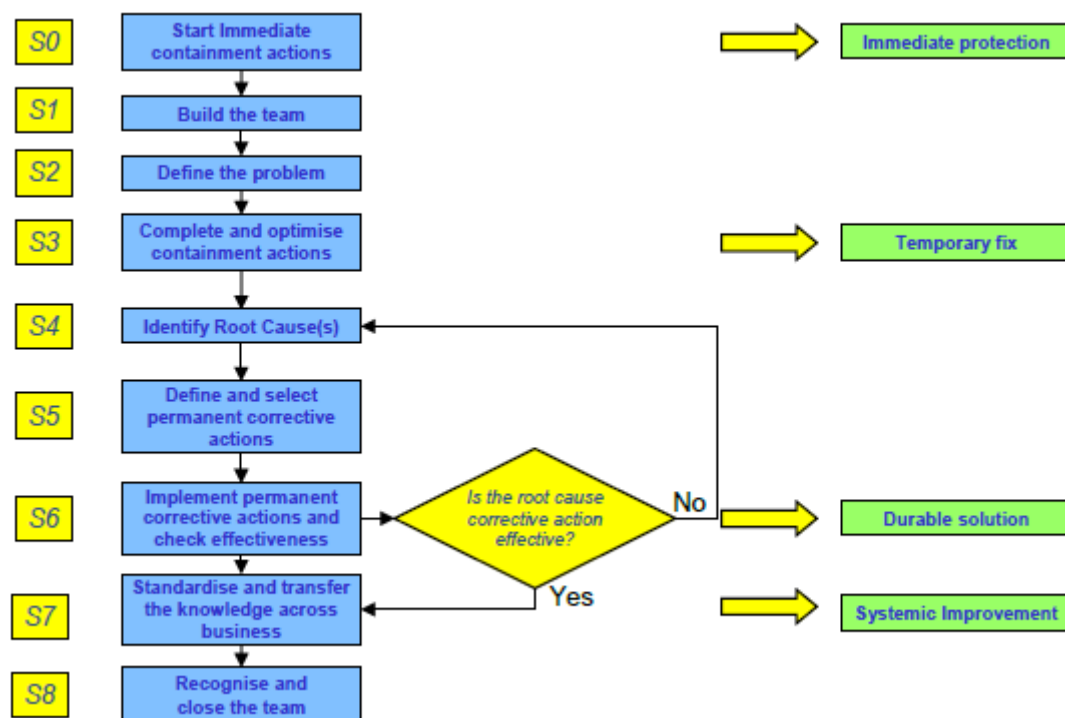 S0
Start Immediate
containment actions
Immediate protection
S1
Build the team
S2
Define the problem
S3
Complete and optimise
containment actions
Temporary fix
S4
Identify Root Cause(s)
S5
Define and select
permanent corrective
actions
S6
Implement permanent
corrective actions and
check effectiveness
Is the root cause
corrective action
effective?
No
Durable solution
Yes
S7
Standardise and transfer
the knowledge across
business
Systemic Improvement
S8
Recognise and
close the team